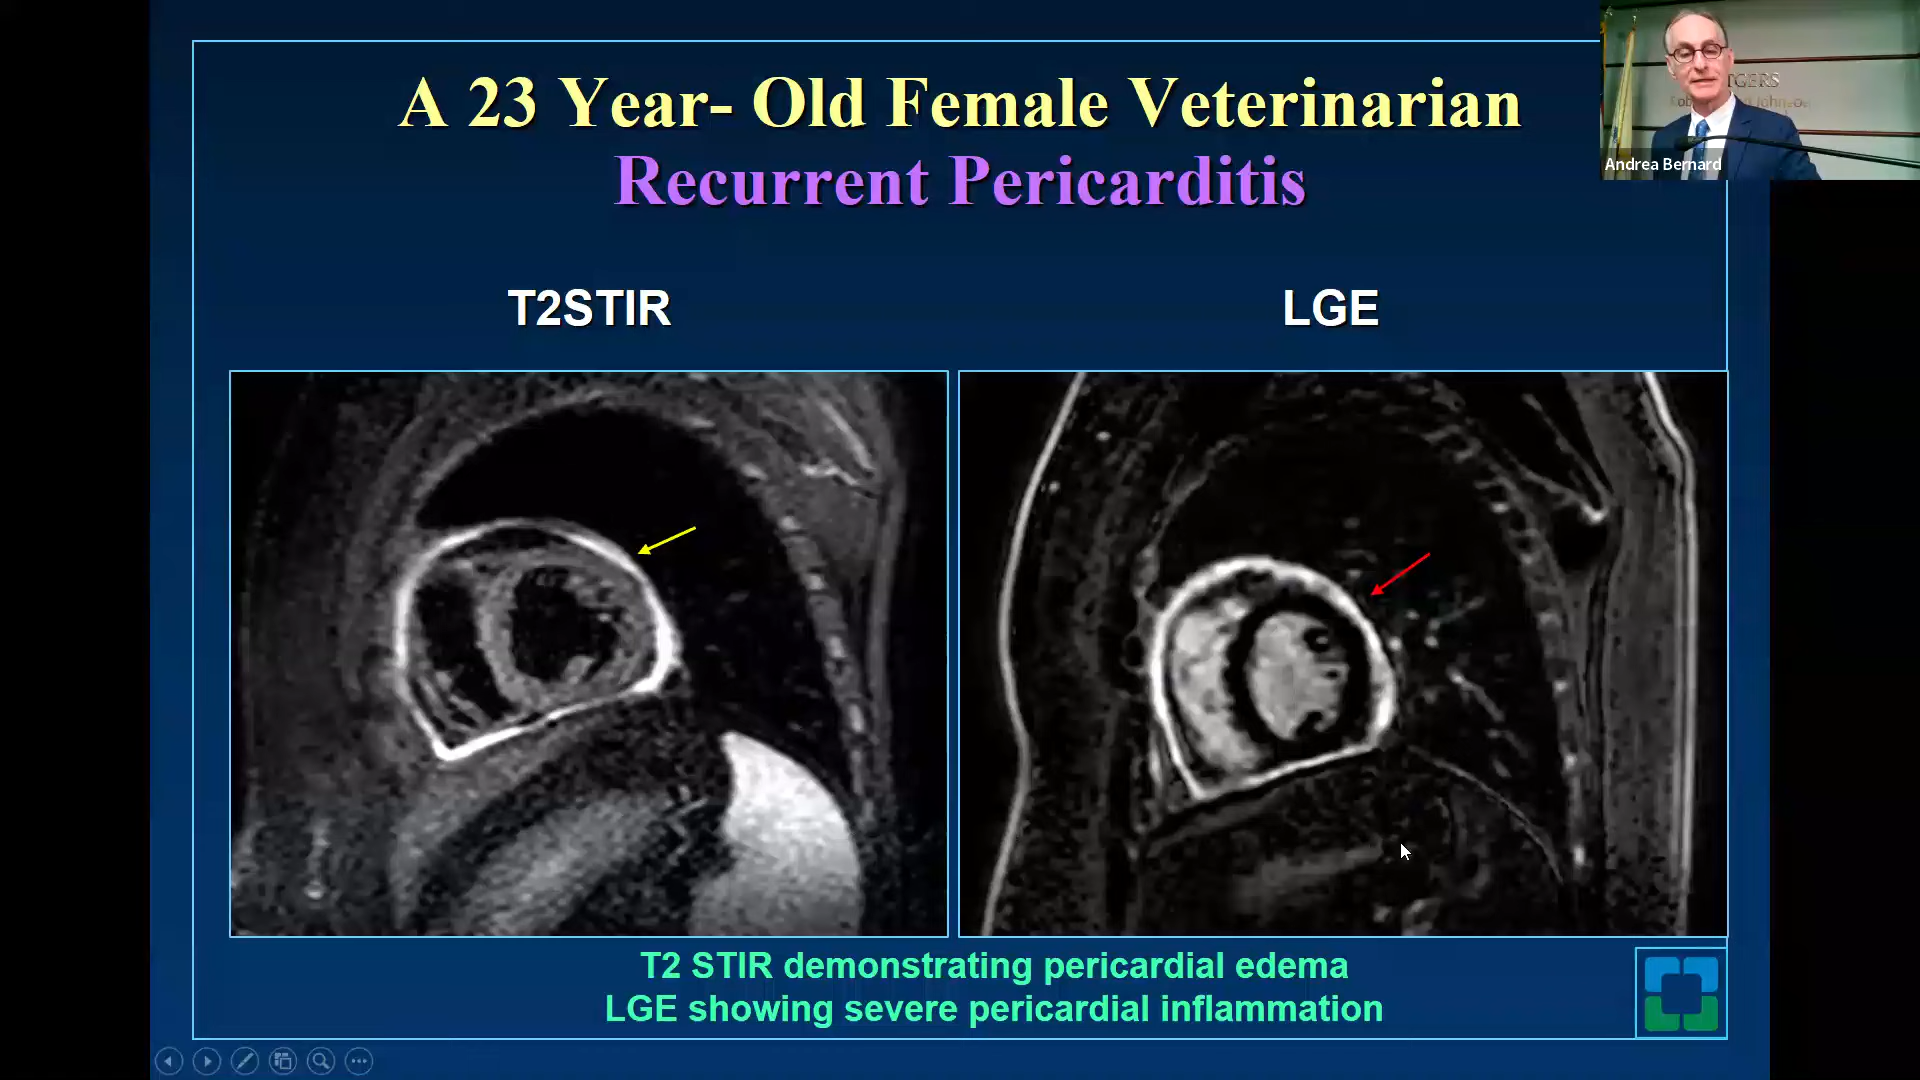 A 23 Year- Old Female Veterinarian
Recurrent Pericarditis
TGERS
Andrea Bernard
T2STIR
LGE
T2 STIR demonstrating pericardial edema
LGE showing severe pericardial inflammation